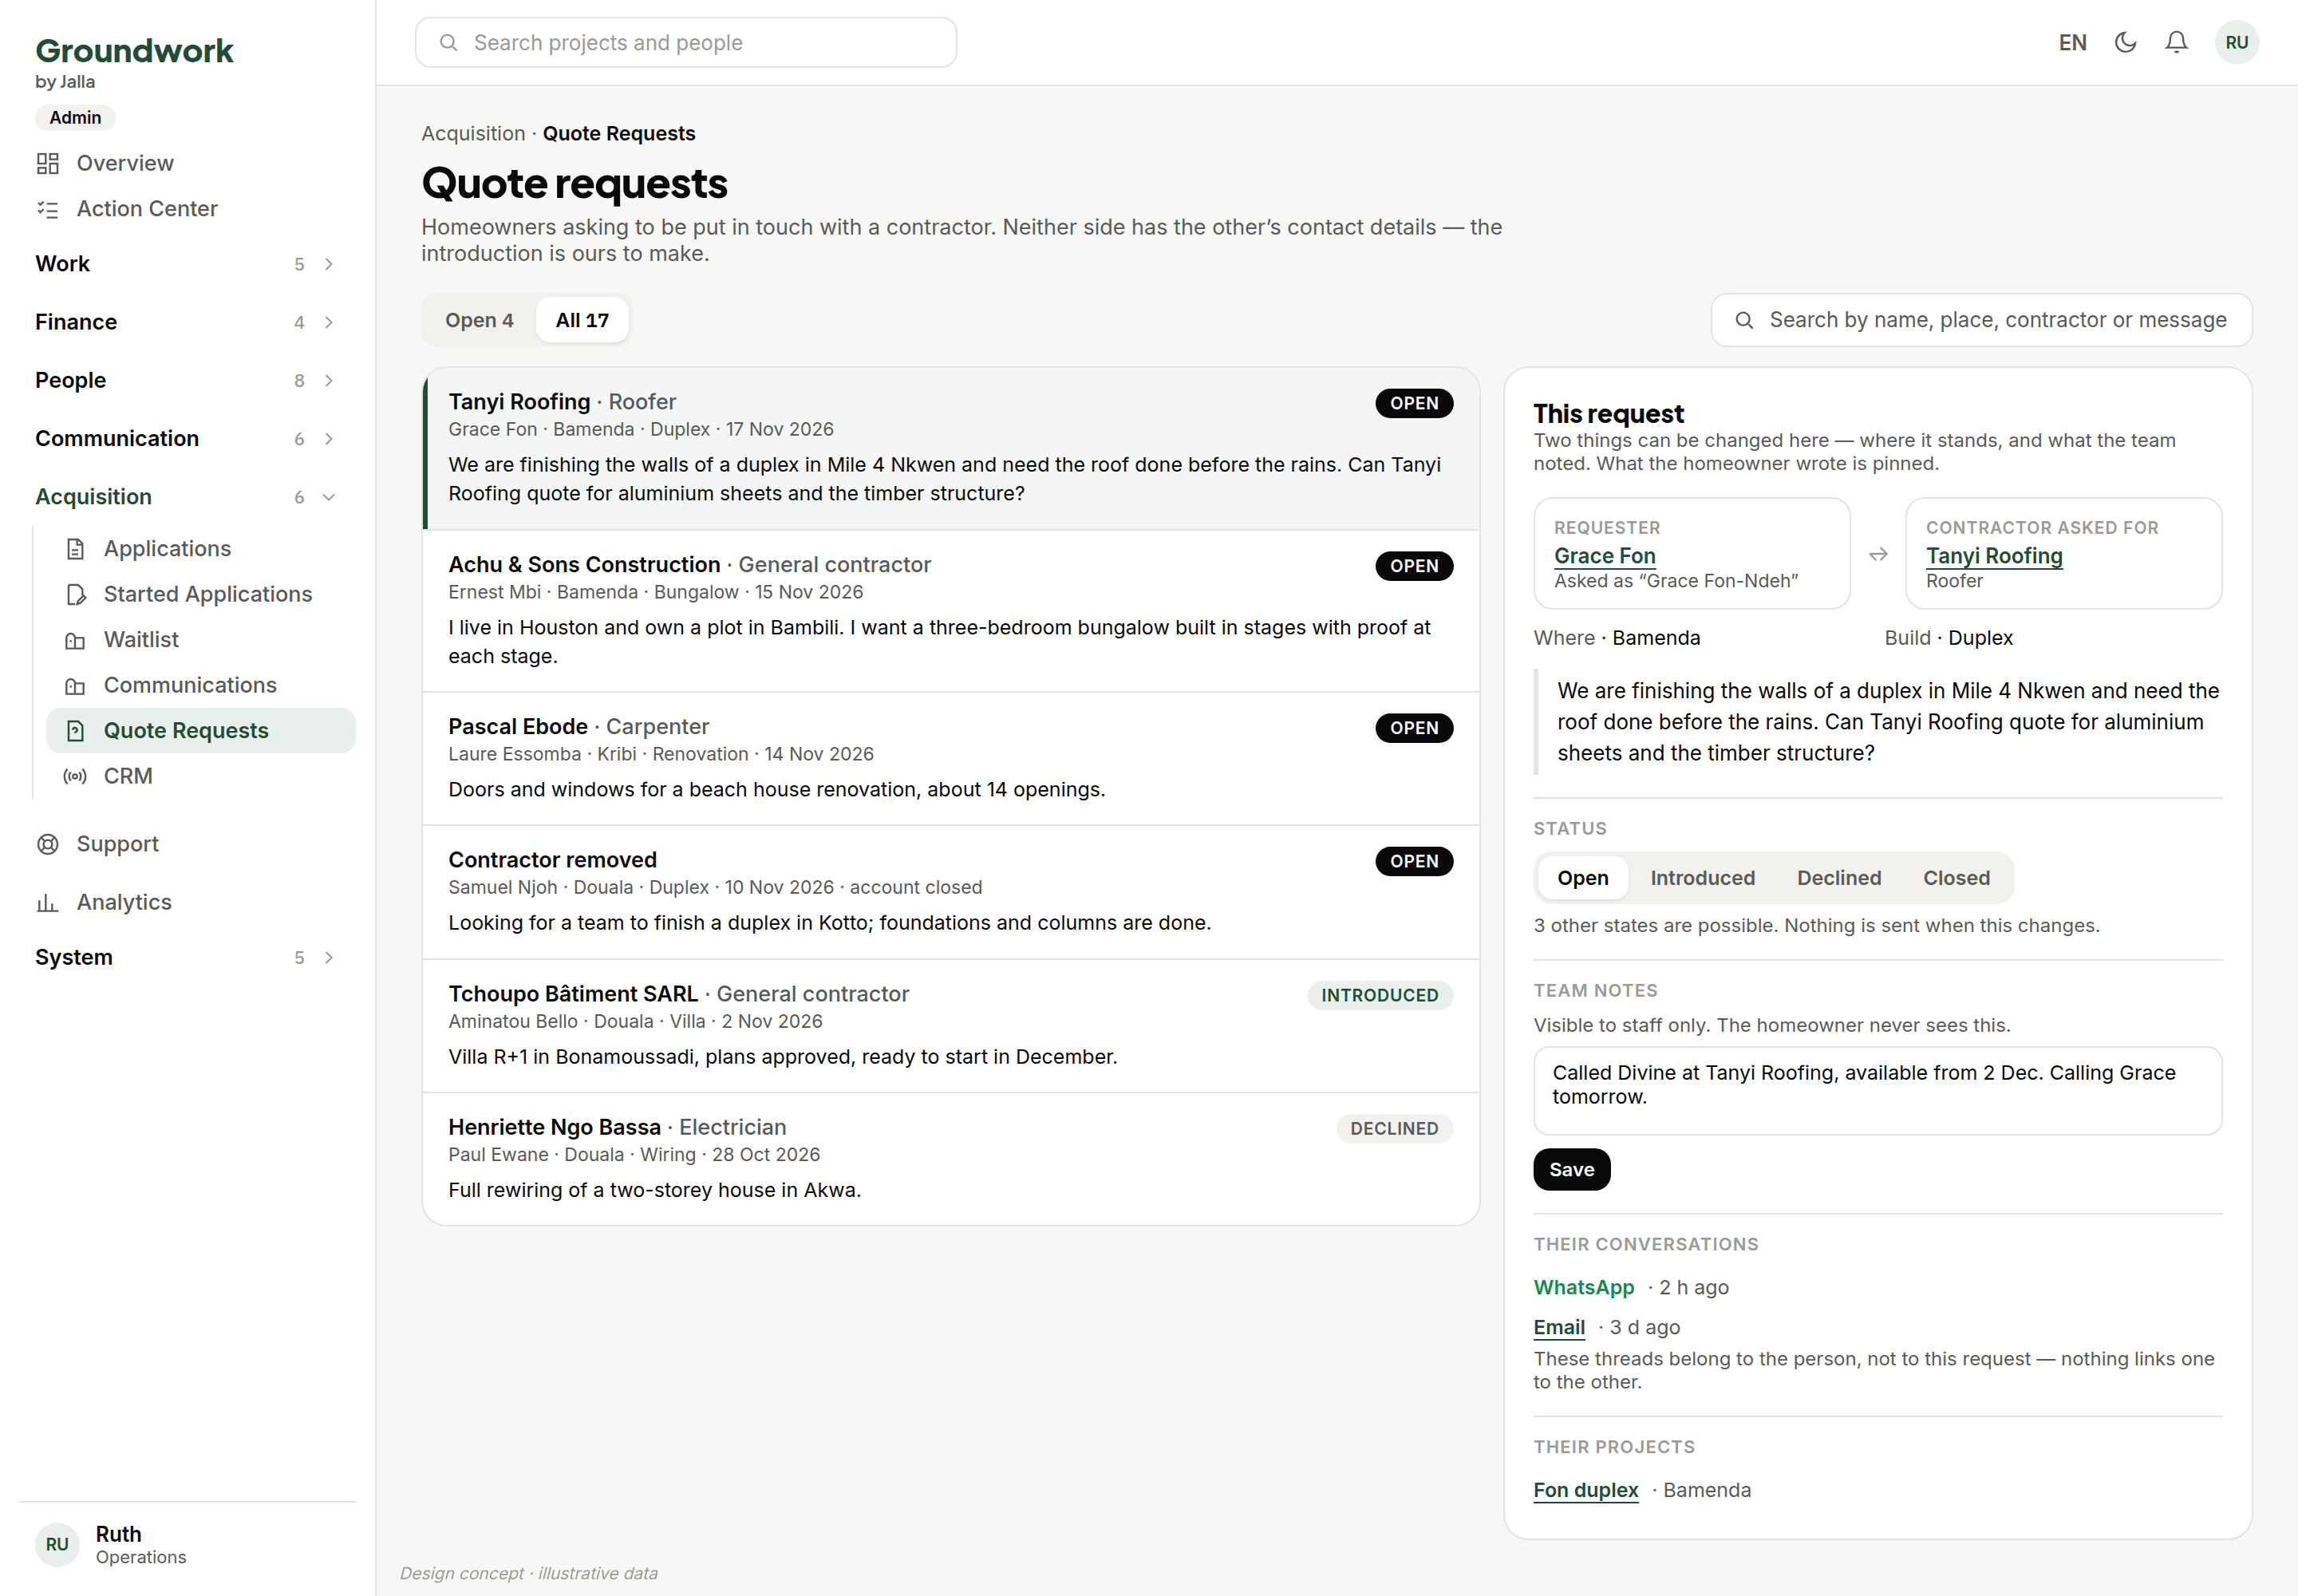 Groundwork
by Jalla
Admin
Overview
Action Center
Work 5
Finance 4
People 8
Communication 6
Acquisition 6
Applications
Started Applications
Waitlist
Communications
Quote Requests
CRM
Support
Analytics
System 5
RU
Ruth
Operations
Search projects and people
EN
RU
Acquisition · Quote Requests
Quote requests
Homeowners asking to be put in touch with a contractor. Neither side has the other’s contact details — the
introduction is ours to make.
Open 4
All 17
Search by name, place, contractor or message
Tanyi Roofing · Roofer
OPEN
Grace Fon · Bamenda · Duplex · 17 Nov 2026
We are finishing the walls of a duplex in Mile 4 Nkwen and need the roof done before the rains. Can Tanyi
Roofing quote for aluminium sheets and the timber structure?
Achu & Sons Construction · General contractor
OPEN
Ernest Mbi · Bamenda · Bungalow · 15 Nov 2026
I live in Houston and own a plot in Bambili. I want a three-bedroom bungalow built in stages with proof at
each stage.
Pascal Ebode · Carpenter
OPEN
Laure Essomba · Kribi · Renovation · 14 Nov 2026
Doors and windows for a beach house renovation, about 14 openings.
Contractor removed
OPEN
Samuel Njoh · Douala · Duplex · 10 Nov 2026 · account closed
Looking for a team to finish a duplex in Kotto; foundations and columns are done.
Tchoupo Bâtiment SARL · General contractor
INTRODUCED
Aminatou Bello · Douala · Villa · 2 Nov 2026
Villa R+1 in Bonamoussadi, plans approved, ready to start in December.
Henriette Ngo Bassa · Electrician
DECLINED
Paul Ewane · Douala · Wiring · 28 Oct 2026
Full rewiring of a two-storey house in Akwa.
This request
Two things can be changed here — where it stands, and what the team
noted. What the homeowner wrote is pinned.
REQUESTER
Grace Fon
Asked as “Grace Fon-Ndeh”
CONTRACTOR ASKED FOR
Tanyi Roofing
Roofer
Where · Bamenda
Build · Duplex
We are finishing the walls of a duplex in Mile 4 Nkwen and need the
roof done before the rains. Can Tanyi Roofing quote for aluminium
sheets and the timber structure?
STATUS
Open
Introduced
Declined
Closed
3 other states are possible. Nothing is sent when this changes.
TEAM NOTES
Visible to staff only. The homeowner never sees this.
Called Divine at Tanyi Roofing, available from 2 Dec. Calling Grace
tomorrow.
Save
THEIR CONVERSATIONS
WhatsApp · 2 h ago
Email · 3 d ago
These threads belong to the person, not to this request — nothing links one
to the other.
THEIR PROJECTS
Fon duplex · Bamenda
Design concept · illustrative data